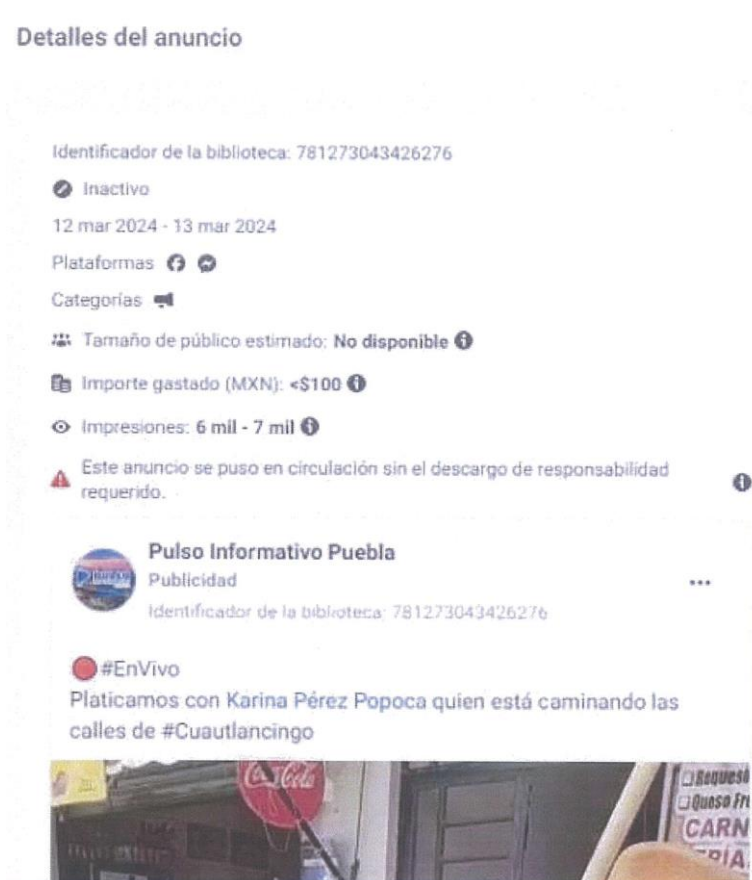 Detalles del anuncio
Identificador de la biblioteca: 781273043426276
Inactivo
12 mar 2024 - 13 mar 2024
Plataformas
Categorías
Tamaño de público estimado: No disponible
Importe gastado (MXN): <$100
Impresiones: 6 mil - 7 mil
Este anuncio se puso en circulación sin el descargo de responsabilidad
requerido.
Pulso Informativo Puebla
Publicidad
Identificador de la biblioteca: 781273043426276
#EnVivo
Platicamos con Karina Pérez Popoca quien está caminando las
calles de #Cuautlancingo
Coca-Cola
Requesó
Queso Fr
CARN